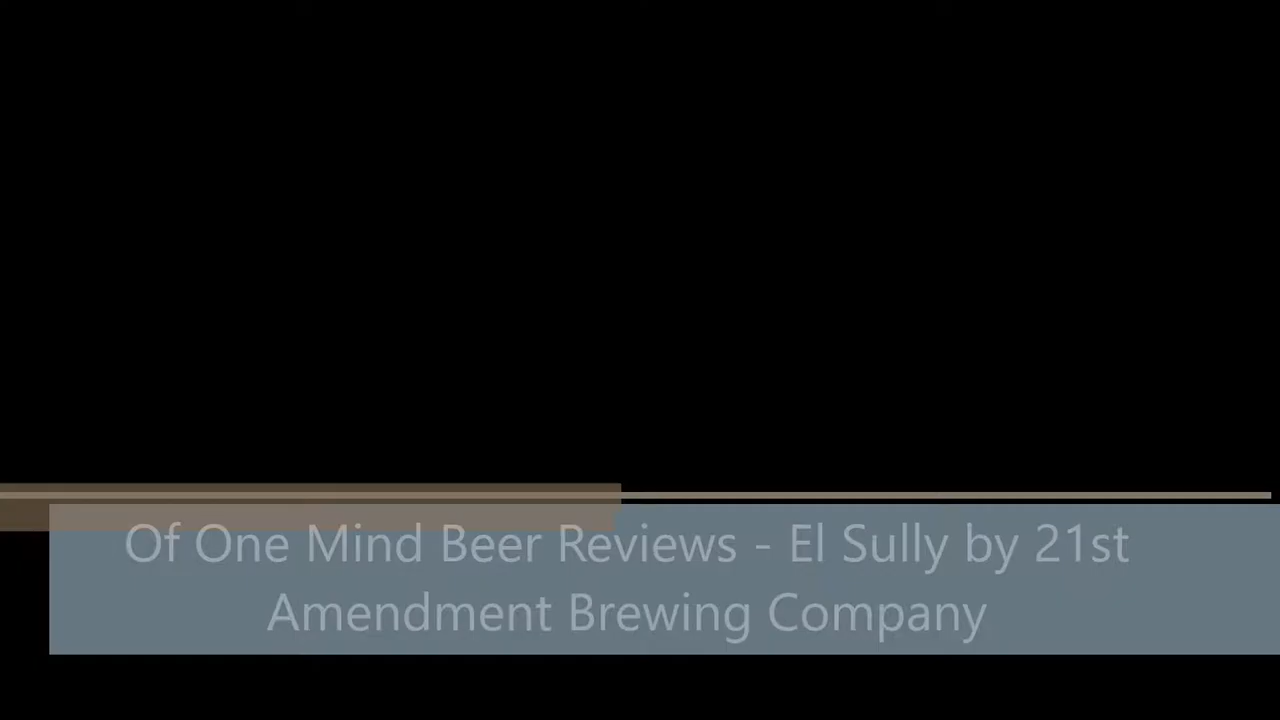 Of One Mind Beer Reviews - El Sully by 21st
Amendment Brewing Company